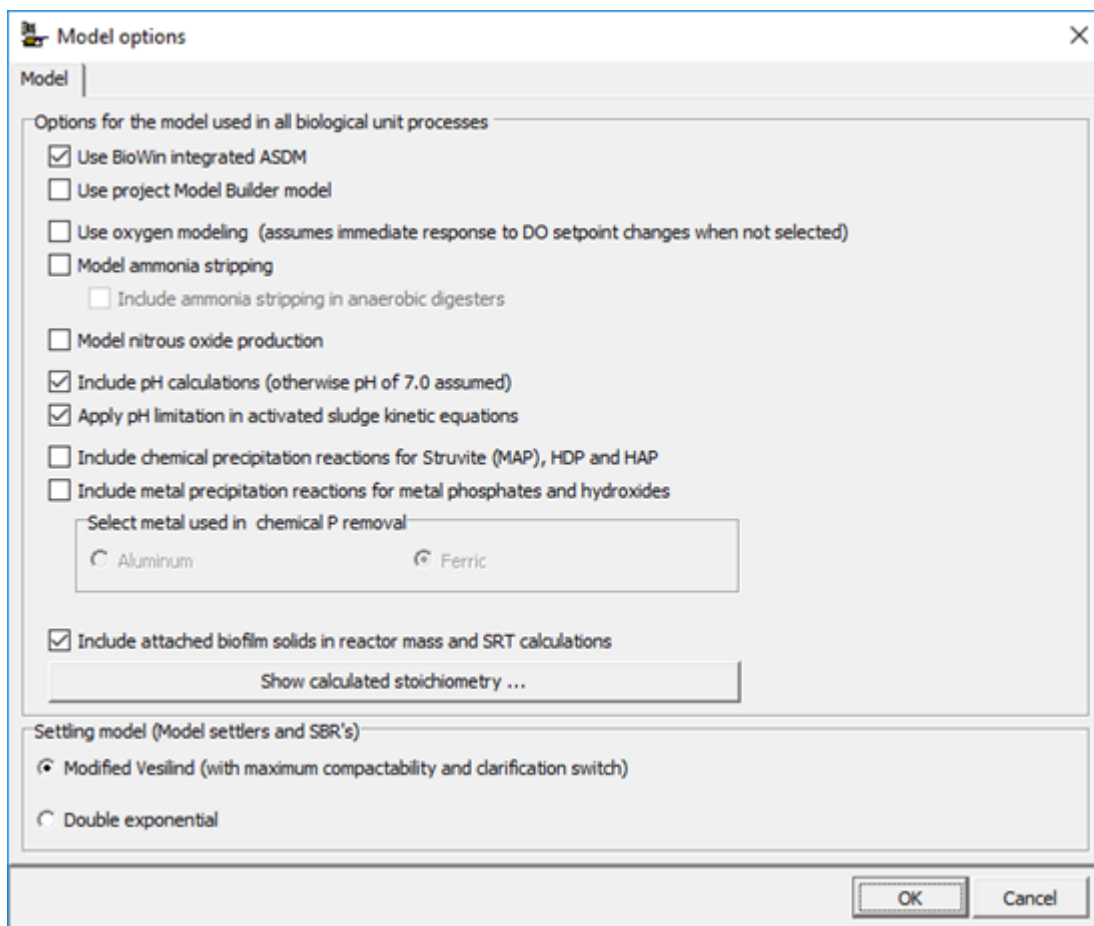 Model options
Model
Options for the model used in all biological unit processes
Use BioWin integrated ASDM
Use project Model Builder model
Use oxygen modeling (assumes immediate response to DO setpoint changes when not selected)
Model ammonia stripping
Include ammonia stripping in anaerobic digesters
Model nitrous oxide production
Include pH calculations (otherwise pH of 7.0 assumed)
Apply pH limitation in activated sludge kinetic equations
Include chemical precipitation reactions for Struvite (MAP), HDP and HAP
Include metal precipitation reactions for metal phosphates and hydroxides
Select metal used in chemical P removal
Aluminum Ferric
Include attached biofilm solids in reactor mass and SRT calculations
Show calculated stoichiometry ...
Settling model (Model settlers and SBR's)
Modified Vesilind (with maximum compactability and clarification switch)
Double exponential
OK Cancel